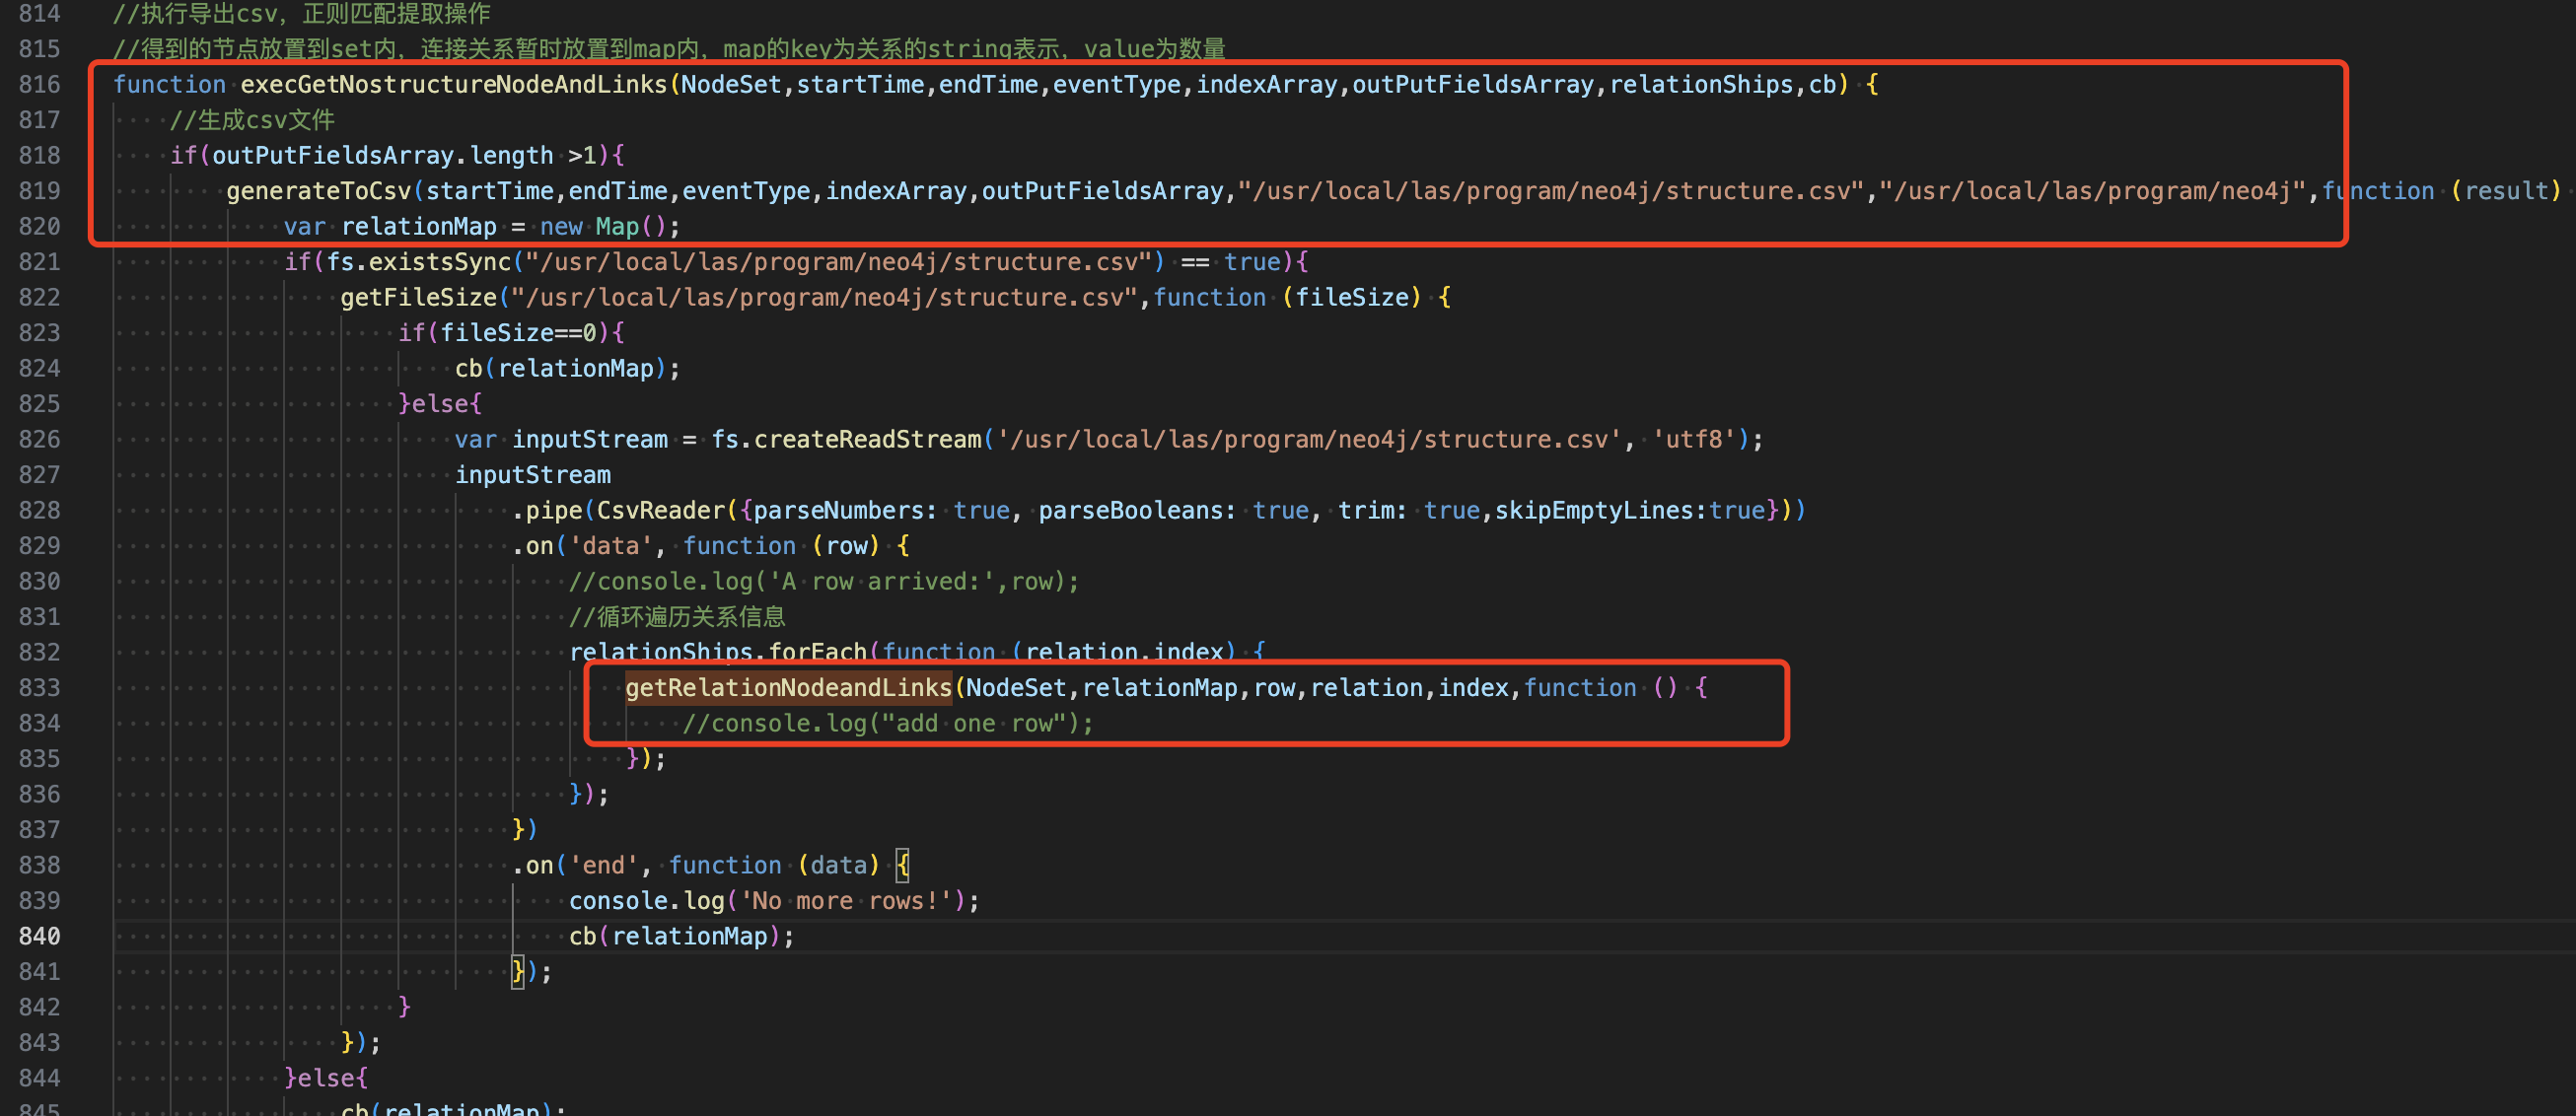 814 //执行导出csv，正则匹配提取操作
815 //得到的节点放置到set内，连接关系暂时放置到map内，map的key为关系的string表示，value为数量
816 function execGetNostructureNodeAndLinks(NodeSet,startTime,endTime,eventType,indexArray,outPutFieldsArray,relationShips,cb) {
817 //生成csv文件
818 if(outPutFieldsArray.length >1){
819 generateToCsv(startTime,endTime,eventType,indexArray,outPutFieldsArray,"/usr/local/las/program/neo4j/structure.csv","/usr/local/las/program/neo4j",function (result)
820 var relationMap = new Map();
821 if(fs.existsSync("/usr/local/las/program/neo4j/structure.csv") == true){
822 getFileSize("/usr/local/las/program/neo4j/structure.csv",function (fileSize) {
823 if(fileSize==0){
824 cb(relationMap);
825 }else{
826 var inputStream = fs.createReadStream('/usr/local/las/program/neo4j/structure.csv', 'utf8');
827 inputStream
828 .pipe(CsvReader({parseNumbers: true, parseBooleans: true, trim: true,skipEmptyLines:true}))
829 .on('data', function (row) {
830 //console.log('A row arrived:',row);
831 //循环遍历关系信息
832 relationShips.forEach(function (relation,index) {
833 getRelationNodeandLinks(NodeSet,relationMap,row,relation,index,function () {
834 //console.log("add one row");
835 });
836 });
837 })
838 .on('end', function (data) {
839 console.log('No more rows!');
840 cb(relationMap);
841 });
842 }
843 });
844 }else{
845 cb(relationMap);